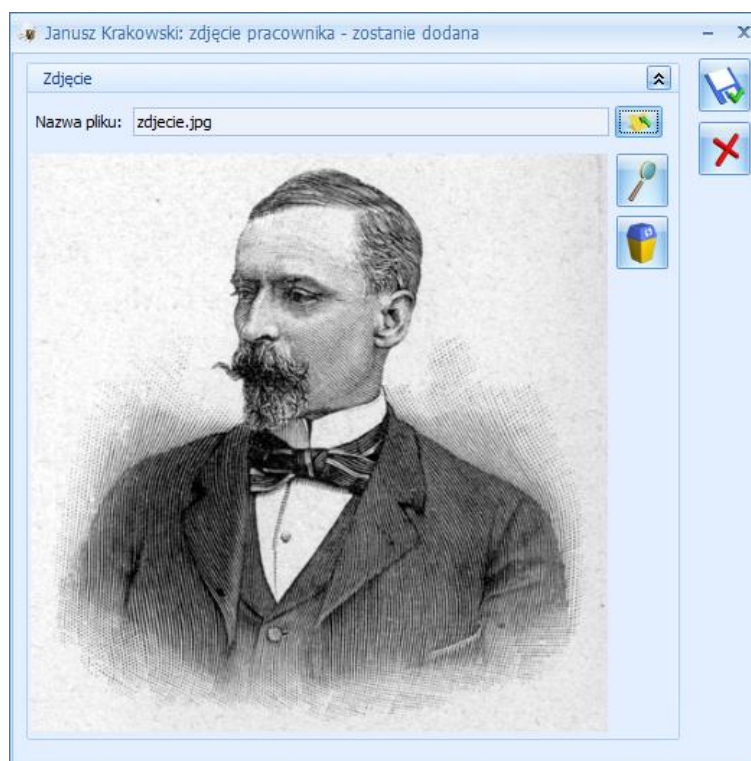 Janusz Krakowski: zdjęcie pracownika - zostanie dodana
Zdjęcie
Nazwa pliku: zdjecie.jpg